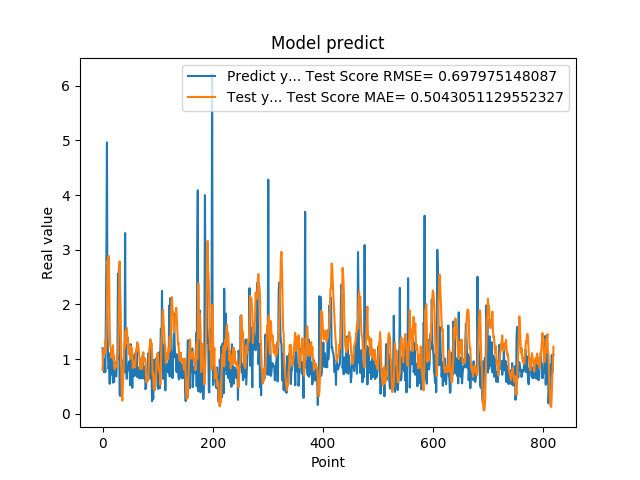 Model predict
Predict y... Test Score RMSE= 0.697975148087
Test y... Test Score MAE= 0.5043051129552327
6
5
4
3
2
1
0
Real value
0 200 400 600 800
Point